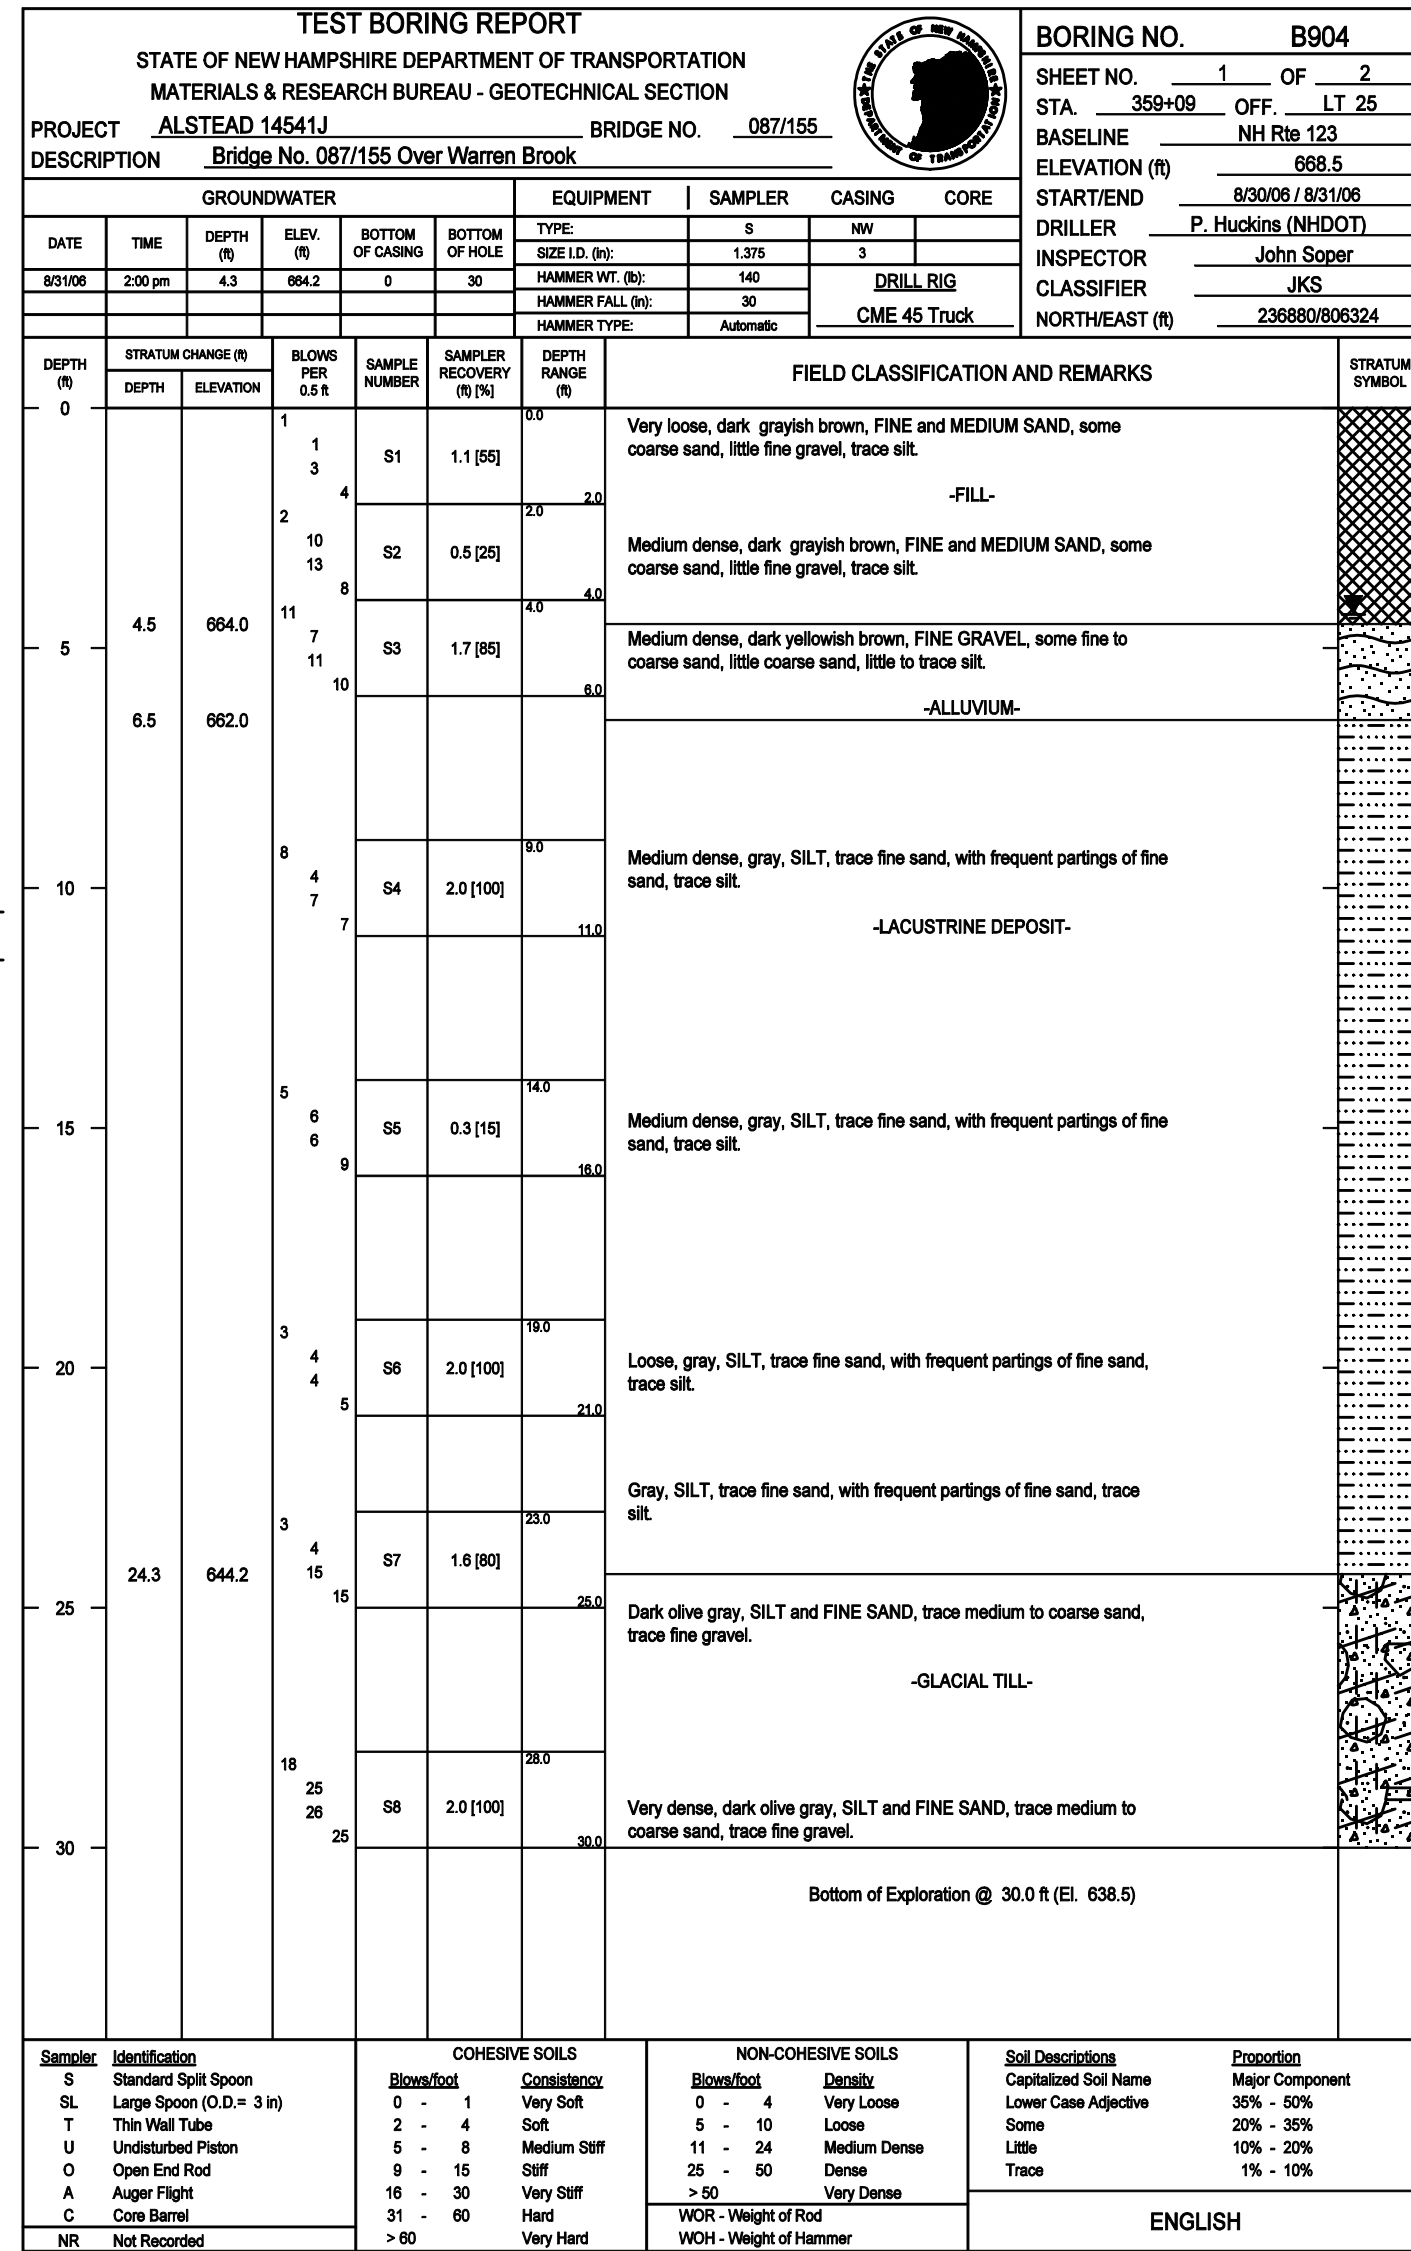 TEST BORING REPORT
STATE OF NEW HAMPSHIRE DEPARTMENT OF TRANSPORTATION
MATERIALS & RESEARCH BUREAU - GEOTECHNICAL SECTION
PROJECT ALSTEAD 14541J BRIDGE NO. 087/155
DESCRIPTION Bridge No. 087/155 Over Warren Brook
THE STATE OF NEW HAMPSHIRE
DEPARTMENT OF TRANSPORTATION
BORING NO. B904
SHEET NO. 1 OF 2
STA. 359+09 OFF. LT 25
BASELINE NH Rte 123
ELEVATION (ft) 668.5
START/END 8/30/06 / 8/31/06
DRILLER P. Huckins (NHDOT)
INSPECTOR John Soper
CLASSIFIER JKS
NORTH/EAST (ft) 236880/806324
GROUNDWATER
DATE TIME DEPTH (ft) ELEV. (ft) BOTTOM OF CASING BOTTOM OF HOLE
8/31/06 2:00 pm 4.3 664.2 0 30
EQUIPMENT SAMPLER CASING CORE
TYPE: S NW
SIZE I.D. (in): 1.375 3
HAMMER WT. (lb): 140 DRILL RIG
HAMMER FALL (in): 30
CME 45 Truck
HAMMER TYPE: Automatic
DEPTH (ft) STRATUM CHANGE (ft) DEPTH ELEVATION BLOWS PER 0.5 ft SAMPLE NUMBER SAMPLER RECOVERY (ft) [%] DEPTH RANGE (ft) FIELD CLASSIFICATION AND REMARKS STRATUM SYMBOL
0
1 1 3 4 S1 1.1 [55] 0.0 2.0
Very loose, dark grayish brown, FINE and MEDIUM SAND, some
coarse sand, little fine gravel, trace silt.
-FILL-
2 10 13 8 S2 0.5 [25] 2.0 4.0
Medium dense, dark grayish brown, FINE and MEDIUM SAND, some
coarse sand, little fine gravel, trace silt.
4.5 664.0
5
11 7 11 10 S3 1.7 [85] 4.0 6.0
Medium dense, dark yellowish brown, FINE GRAVEL, some fine to
coarse sand, little coarse sand, little to trace silt.
-ALLUVIUM-
6.5 662.0
8 4 7 7 S4 2.0 [100] 9.0 11.0
10
Medium dense, gray, SILT, trace fine sand, with frequent partings of fine
sand, trace silt.
-LACUSTRINE DEPOSIT-
5 6 6 9 S5 0.3 [15] 14.0 16.0
15
Medium dense, gray, SILT, trace fine sand, with frequent partings of fine
sand, trace silt.
3 4 4 5 S6 2.0 [100] 19.0 21.0
20
Loose, gray, SILT, trace fine sand, with frequent partings of fine sand,
trace silt.
Gray, SILT, trace fine sand, with frequent partings of fine sand, trace
silt.
3 4 15 15 S7 1.6 [80] 23.0 25.0
24.3 644.2
25
Dark olive gray, SILT and FINE SAND, trace medium to coarse sand,
trace fine gravel.
-GLACIAL TILL-
18 25 26 25 S8 2.0 [100] 28.0 30.0
Very dense, dark olive gray, SILT and FINE SAND, trace medium to
coarse sand, trace fine gravel.
30
Bottom of Exploration @ 30.0 ft (El. 638.5)
Sampler Identification
S Standard Split Spoon
SL Large Spoon (O.D.= 3 in)
T Thin Wall Tube
U Undisturbed Piston
O Open End Rod
A Auger Flight
C Core Barrel
NR Not Recorded
COHESIVE SOILS
Blows/foot Consistency
0 - 1 Very Soft
2 - 4 Soft
5 - 8 Medium Stiff
9 - 15 Stiff
16 - 30 Very Stiff
31 - 60 Hard
> 60 Very Hard
NON-COHESIVE SOILS
Blows/foot Density
0 - 4 Very Loose
5 - 10 Loose
11 - 24 Medium Dense
25 - 50 Dense
> 50 Very Dense
WOR - Weight of Rod
WOH - Weight of Hammer
Soil Descriptions Proportion
Capitalized Soil Name Major Component
Lower Case Adjective 35% - 50%
Some 20% - 35%
Little 10% - 20%
Trace 1% - 10%
ENGLISH